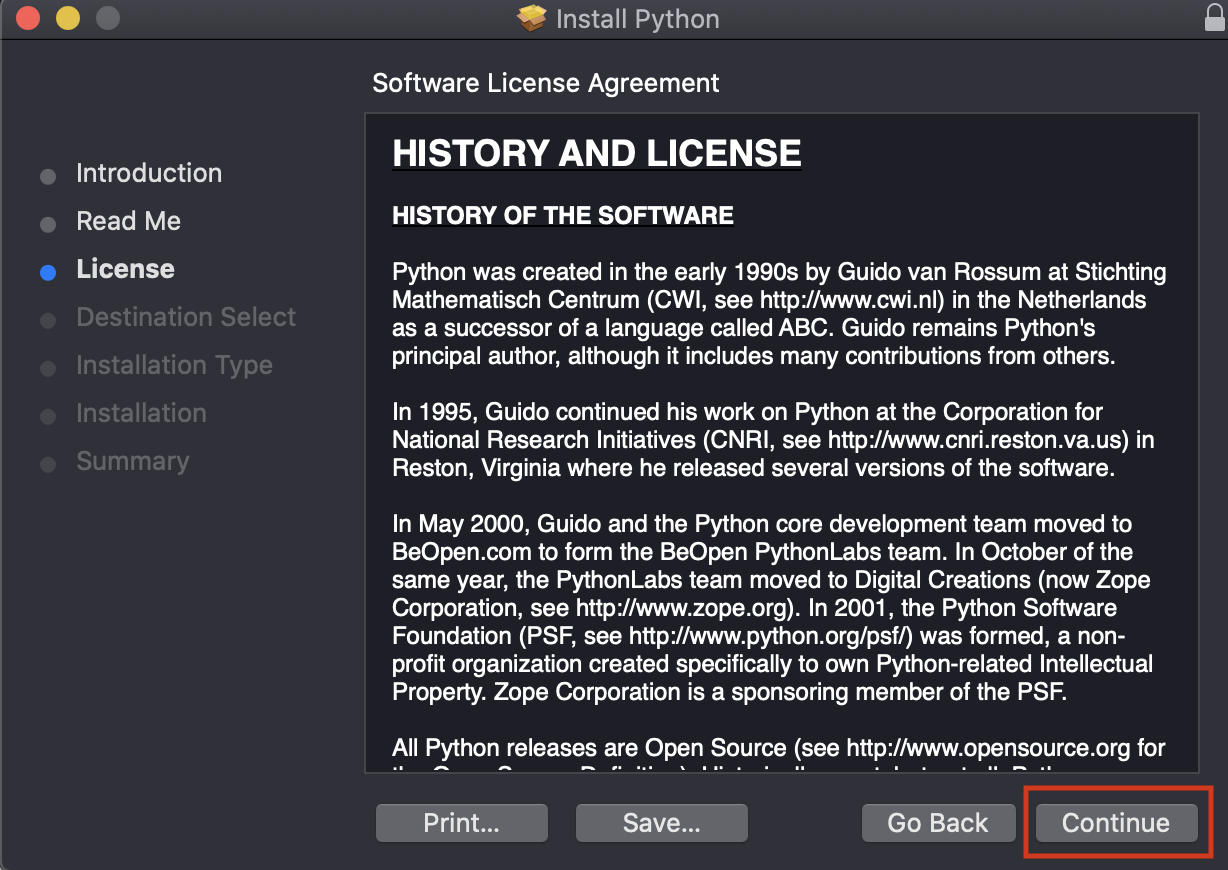 Install Python
Software License Agreement
Introduction
Read Me
License
Destination Select
Installation Type
Installation
Summary
HISTORY AND LICENSE
HISTORY OF THE SOFTWARE
Python was created in the early 1990s by Guido van Rossum at Stichting
Mathematisch Centrum (CWI, see http://www.cwi.nl) in the Netherlands
as a successor of a language called ABC. Guido remains Python's
principal author, although it includes many contributions from others.
In 1995, Guido continued his work on Python at the Corporation for
National Research Initiatives (CNRI, see http://www.cnri.reston.va.us) in
Reston, Virginia where he released several versions of the software.
In May 2000, Guido and the Python core development team moved to
BeOpen.com to form the BeOpen PythonLabs team. In October of the
same year, the PythonLabs team moved to Digital Creations (now Zope
Corporation, see http://www.zope.org). In 2001, the Python Software
Foundation (PSF, see http://www.python.org/psf/) was formed, a non-
profit organization created specifically to own Python-related Intellectual
Property. Zope Corporation is a sponsoring member of the PSF.
All Python releases are Open Source (see http://www.opensource.org for
Print...
Save...
Go Back
Continue